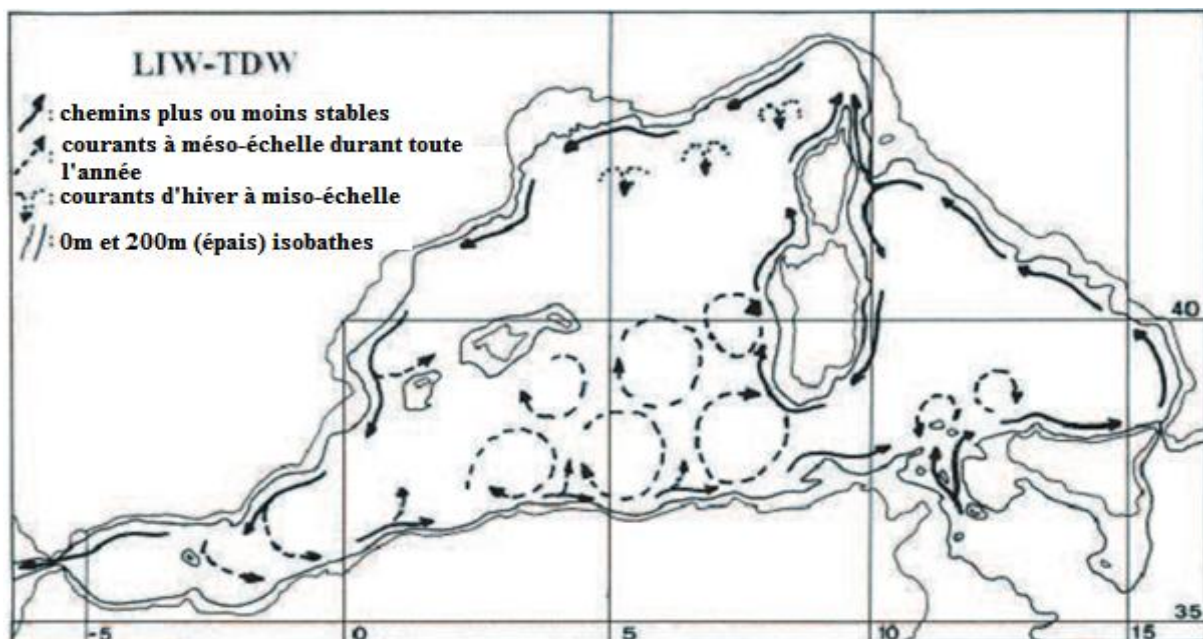 LIW-TDW
: chemins plus ou moins stables
: courants à méso-échelle durant toute
l'année
: courants d'hiver à miso-échelle
: 0m et 200m (épais) isobathes
40
35
-5
0
5
10
15